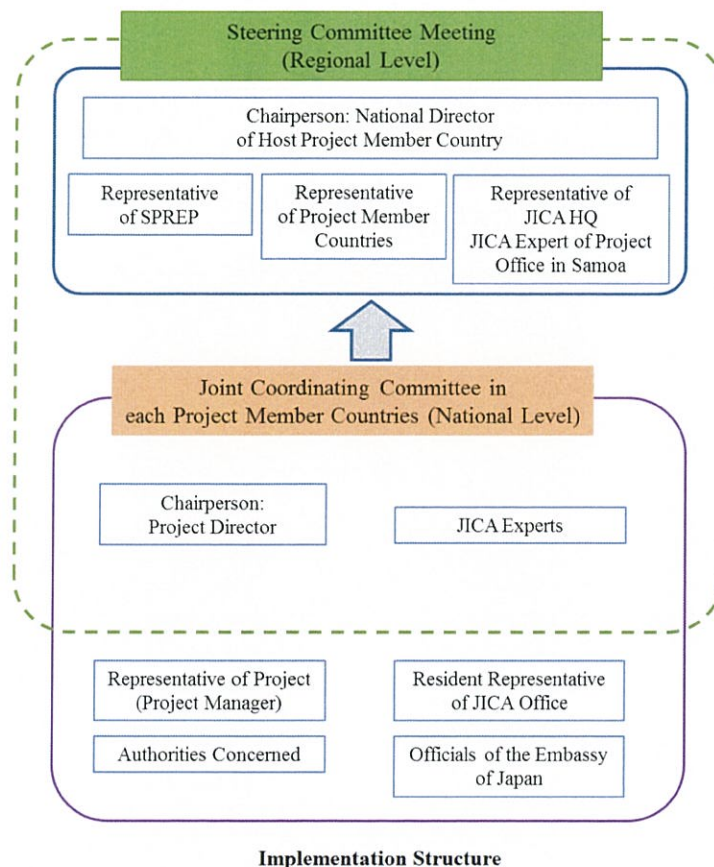 Steering Committee Meeting
(Regional Level)
Chairperson: National Director
of Host Project Member Country
Representative
of SPREP
Representative
of Project Member
Countries
Representative of
JICA HQ
JICA Expert of Project
Office in Samoa
Joint Coordinating Committee in
each Project Member Countries (National Level)
Chairperson:
Project Director
JICA Experts
Representative of Project
(Project Manager)
Resident Representative
of JICA Office
Authorities Concerned
Officials of the Embassy
of Japan
Implementation Structure